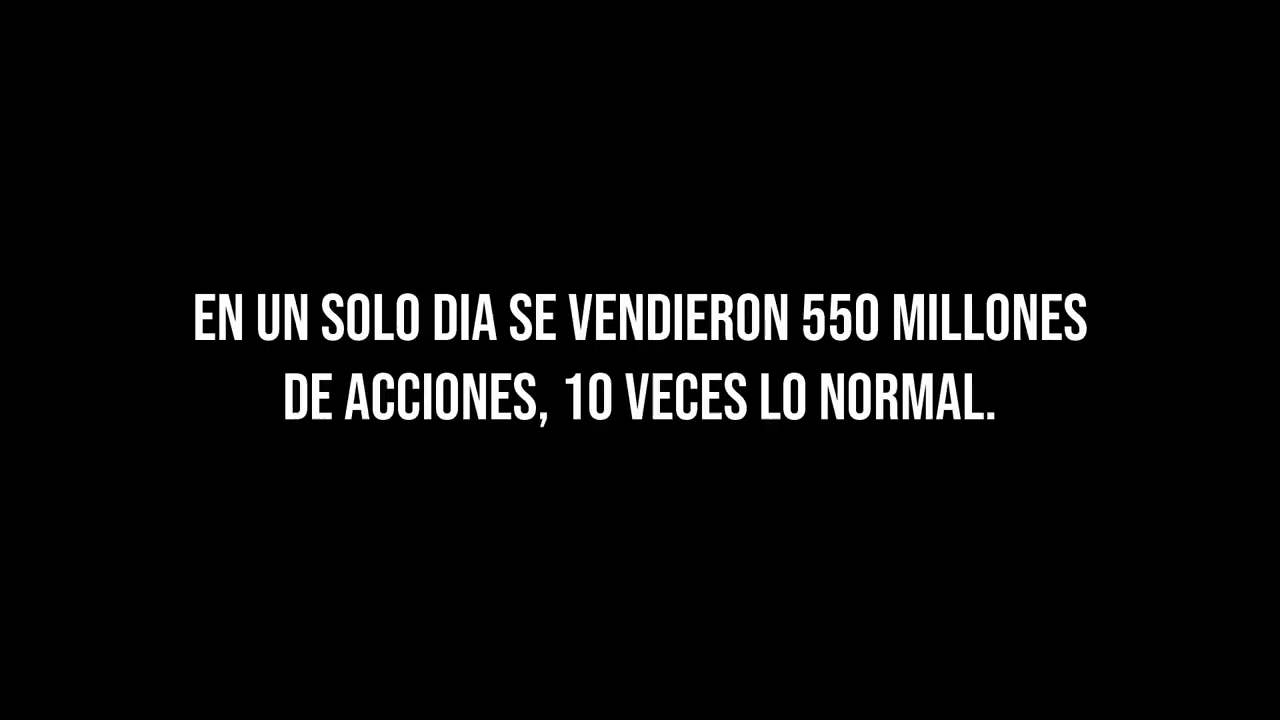 EN UN SOLO DIA SE VENDIERON 550 MILLONES
DE ACCIONES, 10 VECES LO NORMAL.